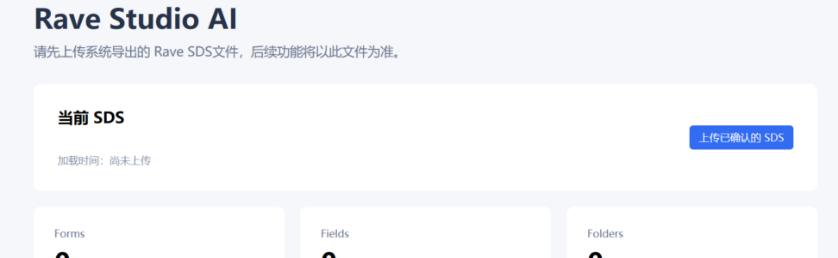 Rave Studio AI
请先上传系统导出的 Rave SDS文件，后续功能将以此文件为准。
当前 SDS
上传已确认的 SDS
加载时间：尚未上传
Forms
Fields
Folders